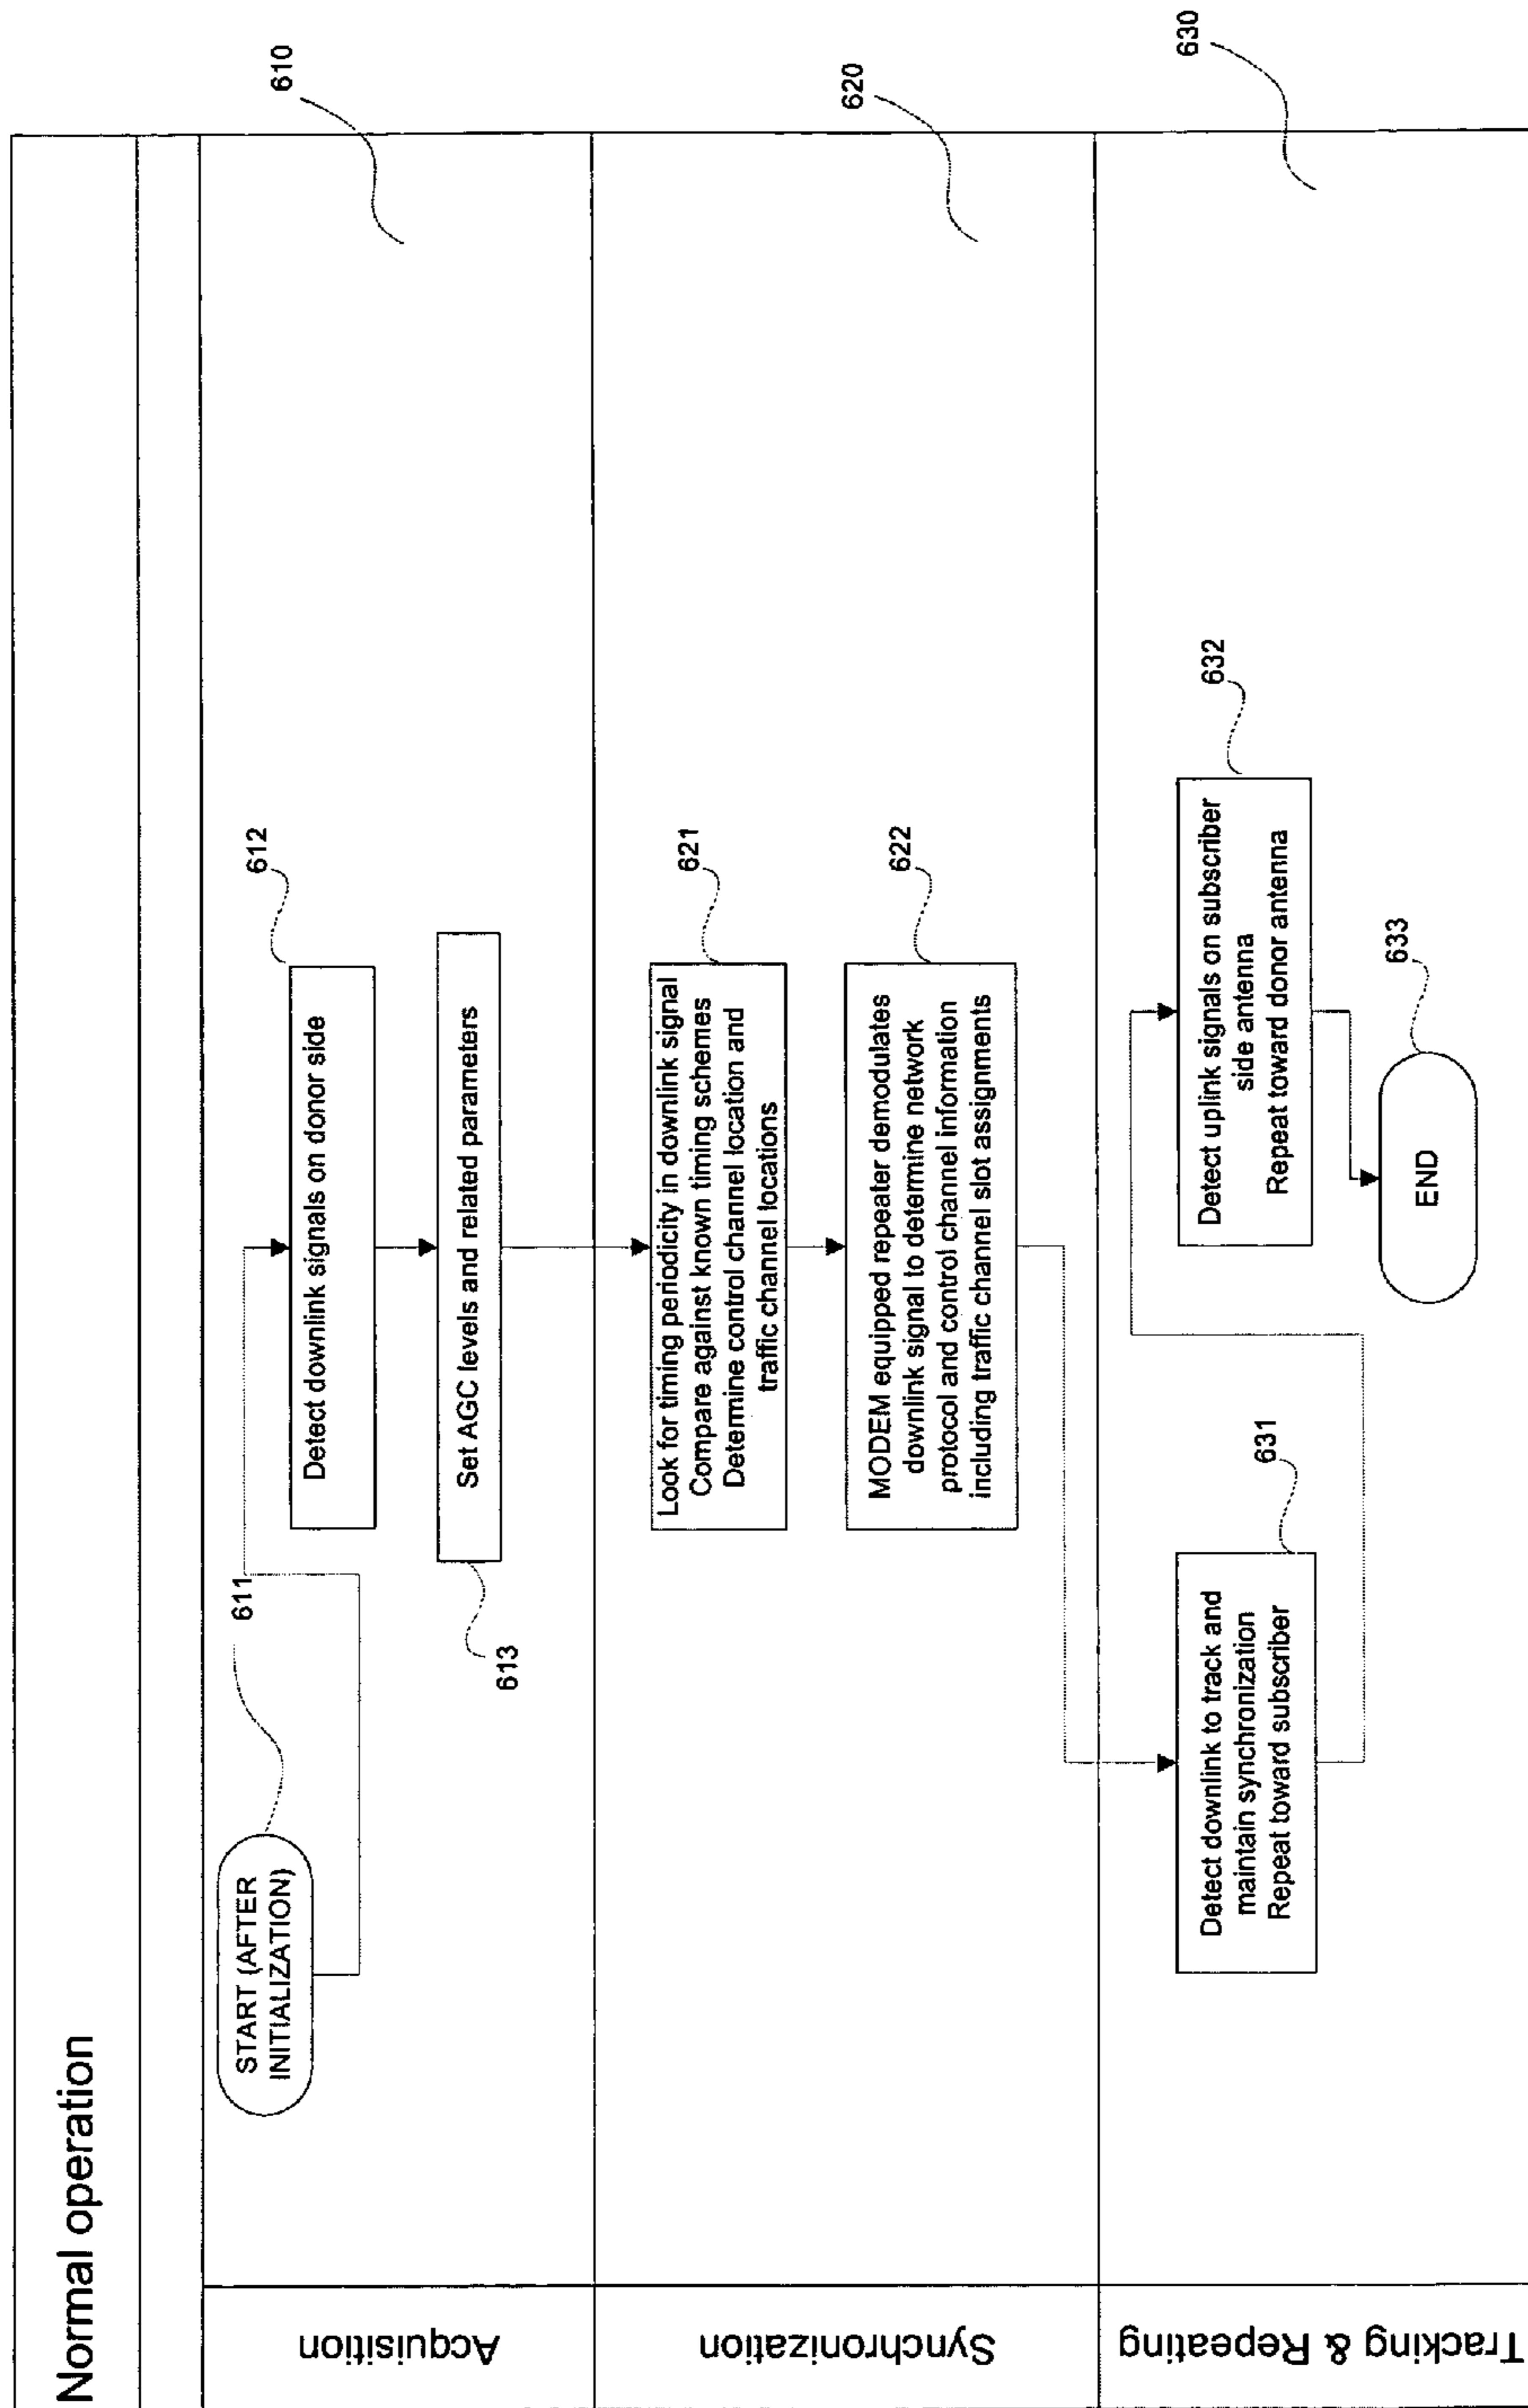 Normal operation
Acquisition
610
START (AFTER
INITIALIZATION)
611
Detect downlink signals on donor side
612
Set AGC levels and related parameters
613
Synchronization
620
Look for timing periodicity in downlink signal
Compare against known timing schemes
Determine control channel location and
traffic channel locations
621
MODEM equipped repeater demodulates
downlink signal to determine network
protocol and control channel information
including traffic channel slot assignments
622
Tracking & Repeating
630
Detect downlink to track and
maintain synchronization
Repeat toward subscriber
631
Detect uplink signals on subscriber
side antenna
Repeat toward donor antenna
632
END
633